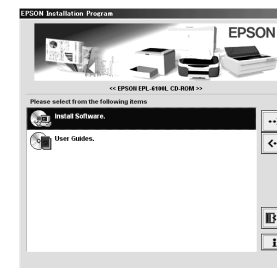 EPSON Installation Program
EPSON
<< EPSON EPL-6100L CD-ROM >>
Please select from the following items
Install Software.
User Guides.